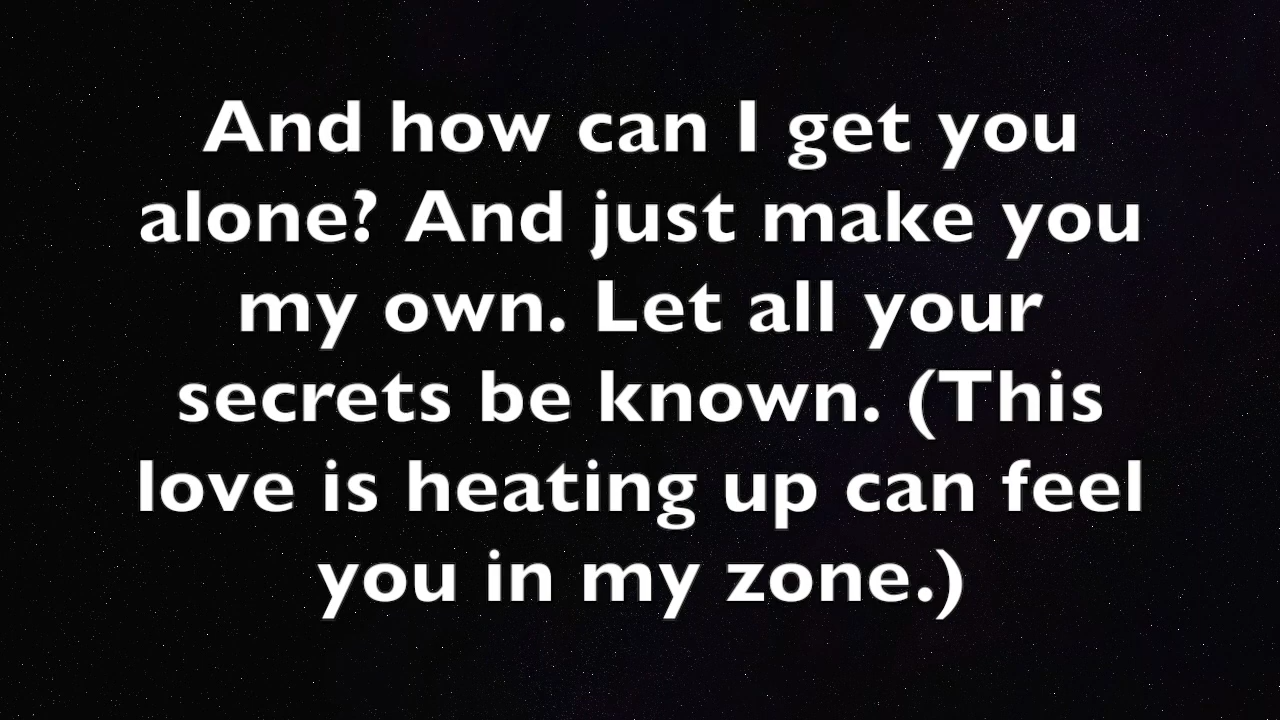 And how can I get you
alone? And just make you
my own. Let all your
secrets be known. (This
love is heating up can feel
you in my zone.)